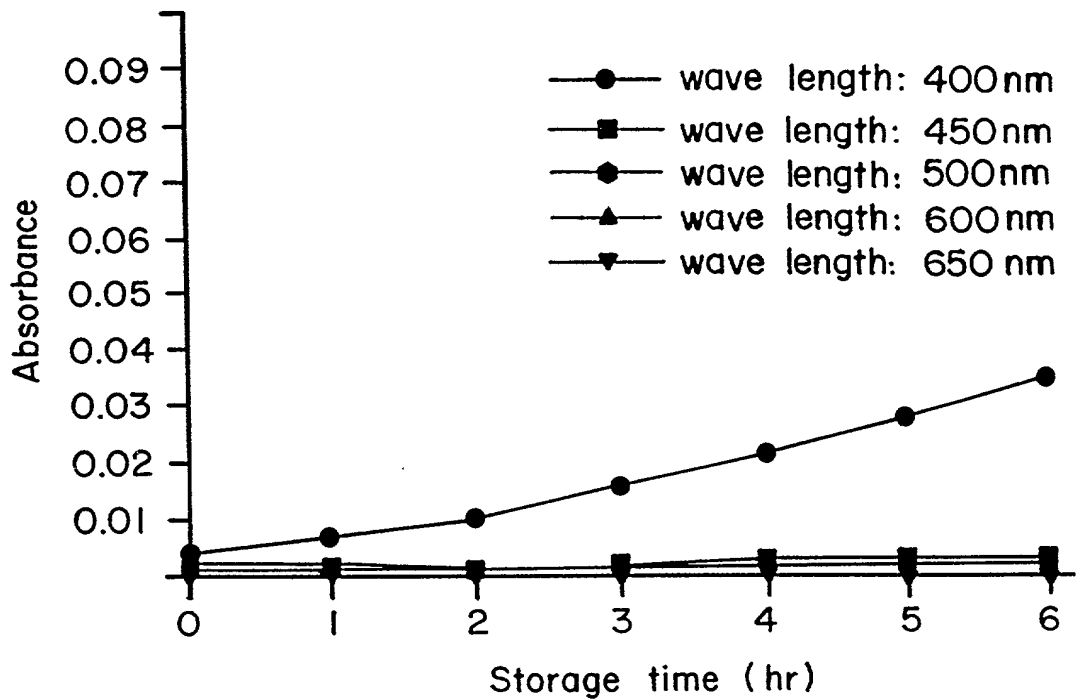 Absorbance
0.09
0.08
0.07
0.06
0.05
0.04
0.03
0.02
0.01
wave length: 400nm
wave length: 450nm
wave length: 500nm
wave length: 600nm
wave length: 650 nm
0 1 2 3 4 5 6
Storage time (hr)